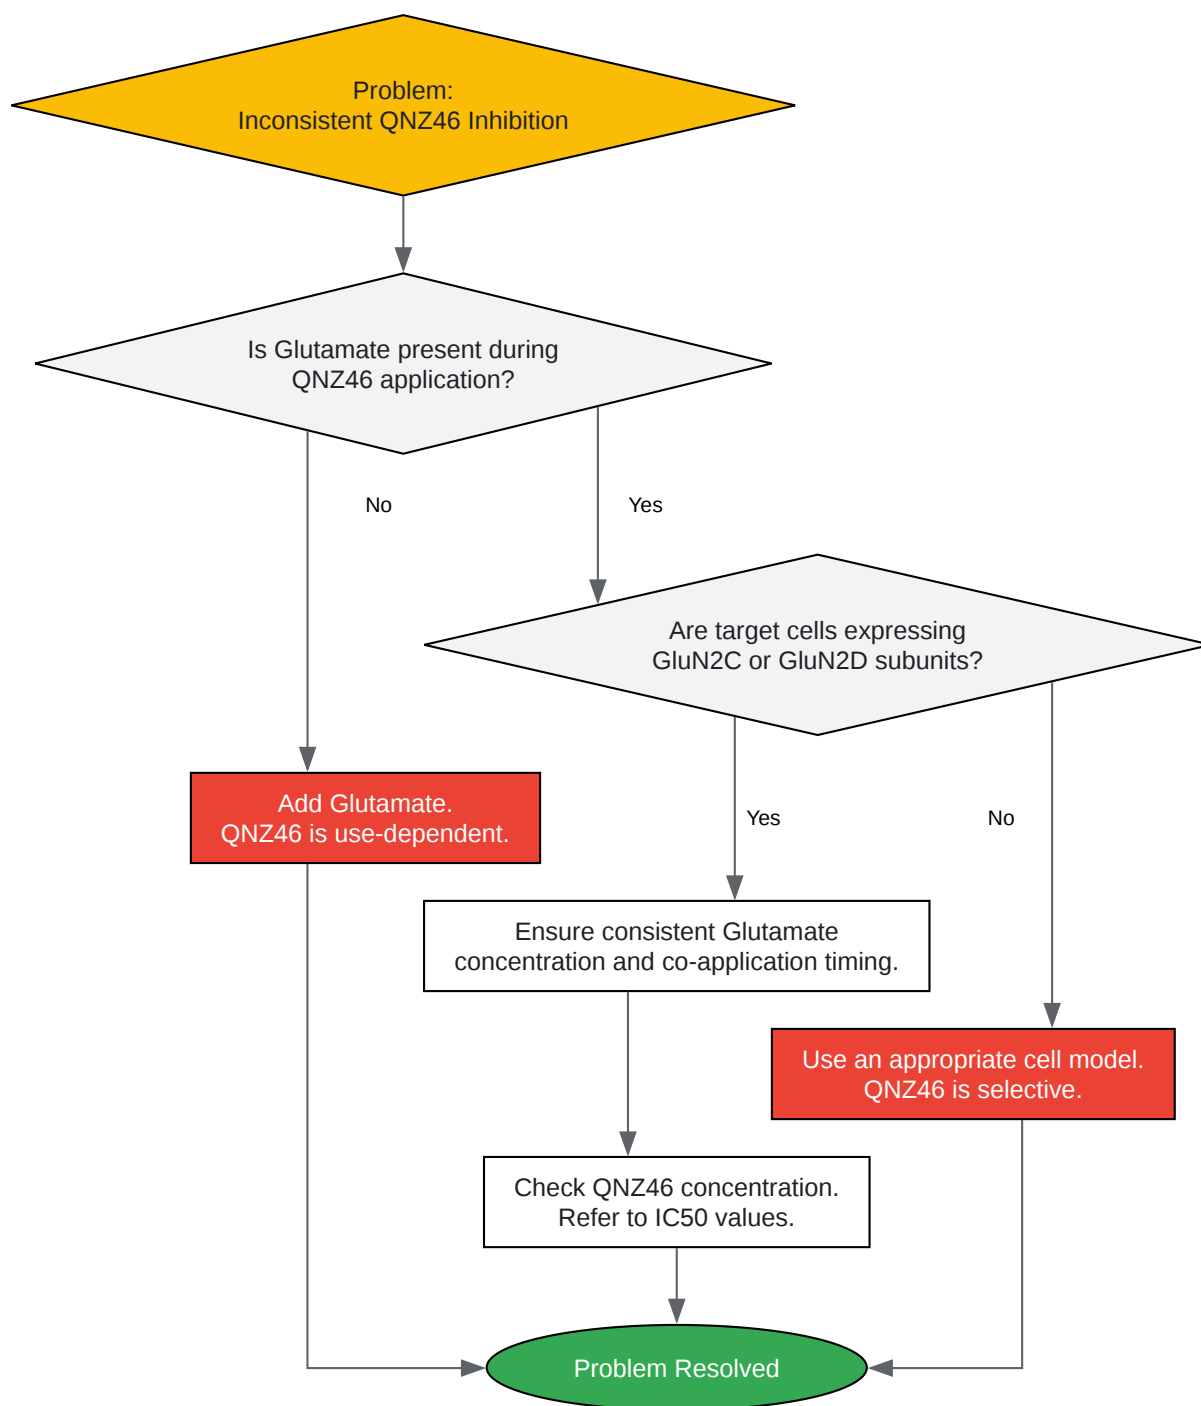 Problem:
Inconsistent QNZ46 Inhibition
Is Glutamate present during
QNZ46 application?
No
Yes
Are target cells expressing
GluN2C or GluN2D subunits?
Add Glutamate.
QNZ46 is use-dependent.
Yes
No
Ensure consistent Glutamate
concentration and co-application timing.
Use an appropriate cell model.
QNZ46 is selective.
Check QNZ46 concentration.
Refer to IC50 values.
Problem Resolved